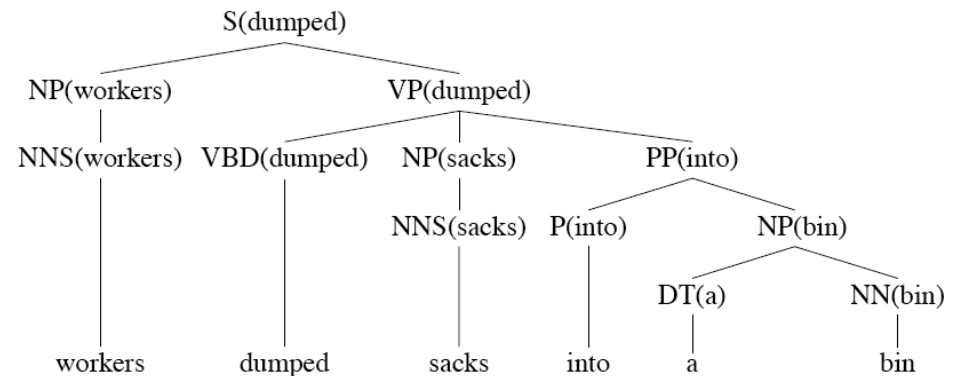 S(dumped)
NP(workers) VP(dumped)
NNS(workers) VBD(dumped) NP(sacks) PP(into)
NNS(sacks) P(into) NP(bin)
DT(a) NN(bin)
workers dumped sacks into a bin